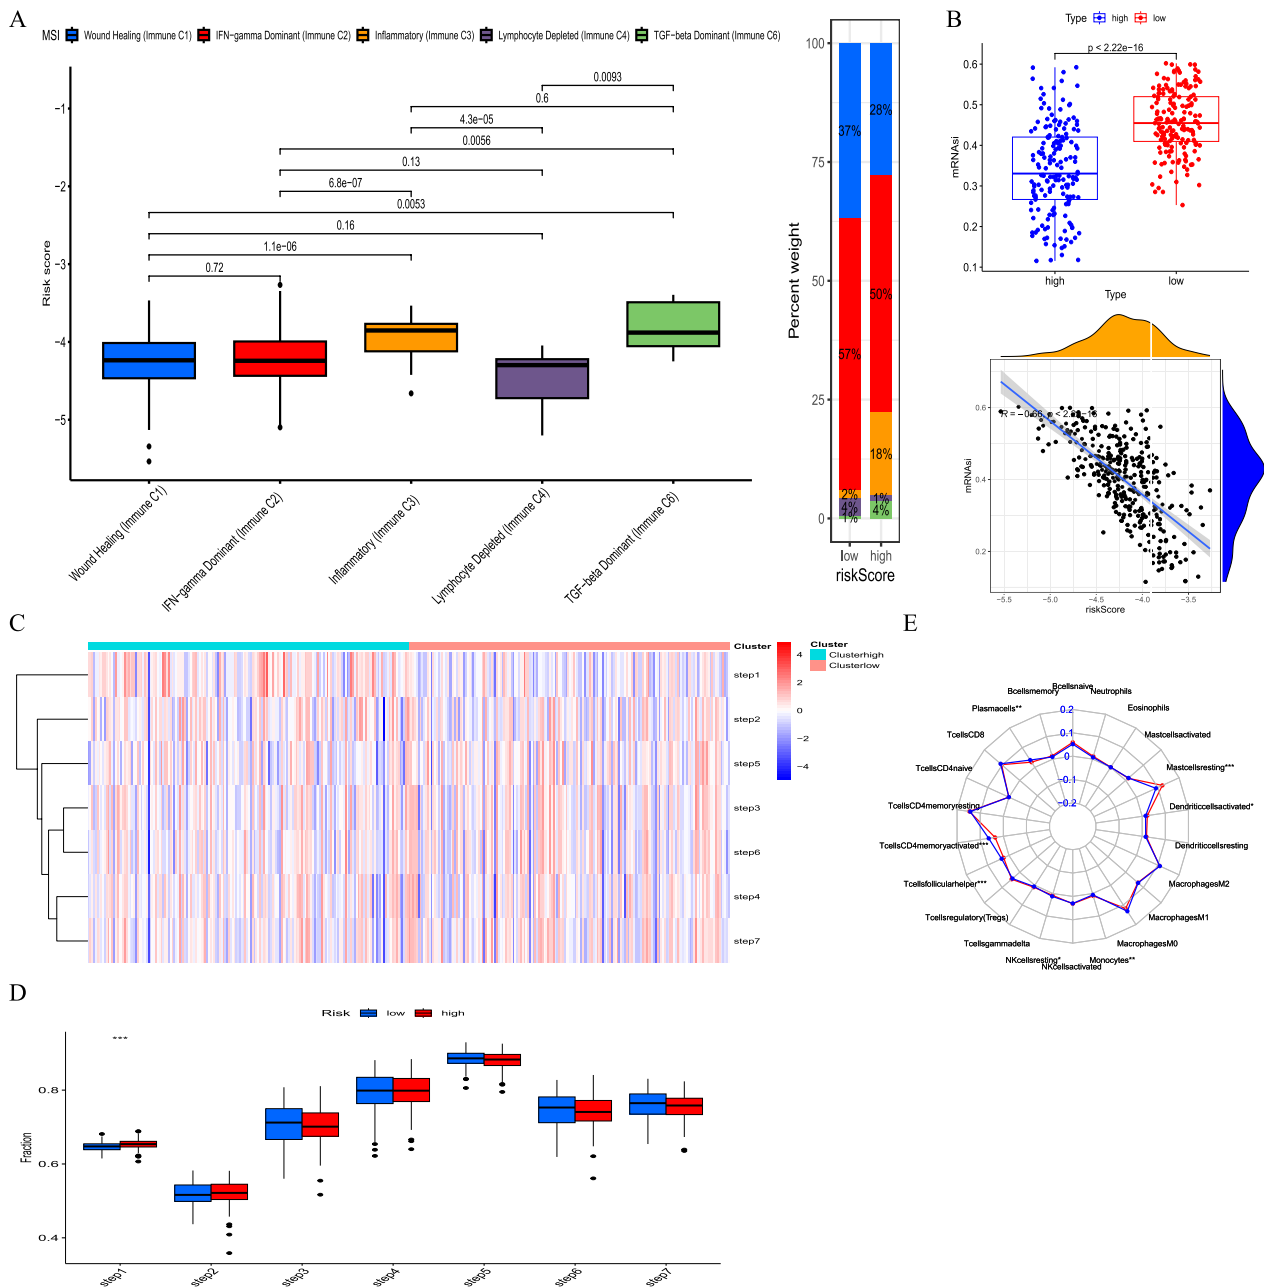 A
MSI Wound Healing (Immune C1) IFN−gamma Dominant (Immune C2) Inflammatory (Immune C3) Lymphocyte Depleted (Immune C4) TGF−beta Dominant (Immune C6)
0.0093
0.6
4.3e−05
0.0056
0.13
6.8e−07
0.0053
0.16
1.1e−06
0.72
−1
−2
−3
−4
−5
Risk score
Wound Healing (Immune C1)
IFN−gamma Dominant (Immune C2)
Inflammatory (Immune C3)
Lymphocyte Depleted (Immune C4)
TGF−beta Dominant (Immune C6)
Percent weight
100
75
50
25
0
37%
57%
2%
4%
1%
28%
50%
18%
1%
4%
low high
riskScore
B
Type high low
p < 2.22e−16
mRNAsi
0.6
0.5
0.4
0.3
0.2
0.1
high low
Type
mRNAsi
0.6
0.4
0.2
−5.5 −5.0 −4.5 −4.0 −3.5
riskScore
C
Cluster
step1
step2
step5
step3
step6
step4
step7
4
2
0
−2
−4
Cluster
Clusterhigh
Clusterlow
D
Risk low high
***
Fraction
0.8
0.6
0.4
step1
step2
step3
step4
step5
step6
step7
E
Bcellsnaive
Bcellsmemory
Plasmacells**
TcellsCD8
TcellsCD4naive
TcellsCD4memoryresting
TcellsCD4memoryactivated***
Tcellsfollicularhelper***
Tcellsregulatory(Tregs)
Tcellsgammadelta
NKcellsresting*
NKcellsactivated
Monocytes**
MacrophagesM0
MacrophagesM1
MacrophagesM2
Dendriticcellsresting
Dendriticcellsactivated*
Mastcellsresting***
Mastcellsactivated
Eosinophils
Neutrophils
0.2
0.1
0
−0.1
−0.2